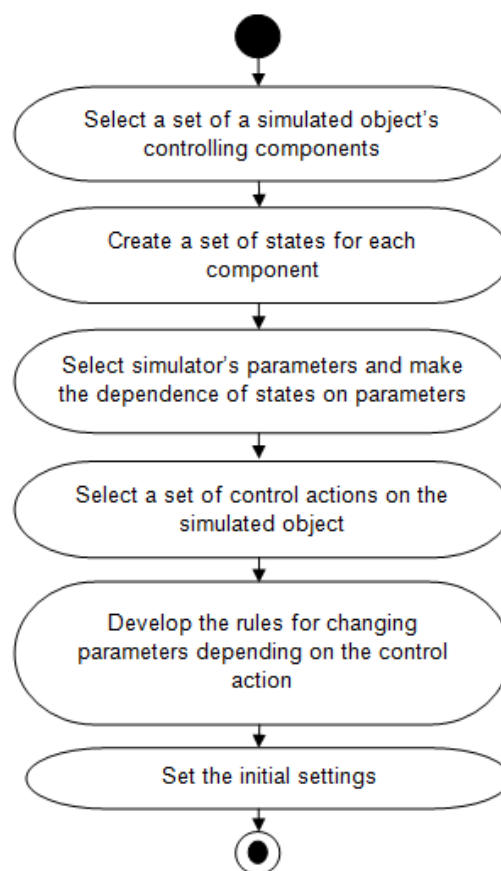 Select a set of a simulated object's
controlling components
Create a set of states for each
component
Select simulator's parameters and make
the dependence of states on parameters
Select a set of control actions on the
simulated object
Develop the rules for changing
parameters depending on the control
action
Set the initial settings